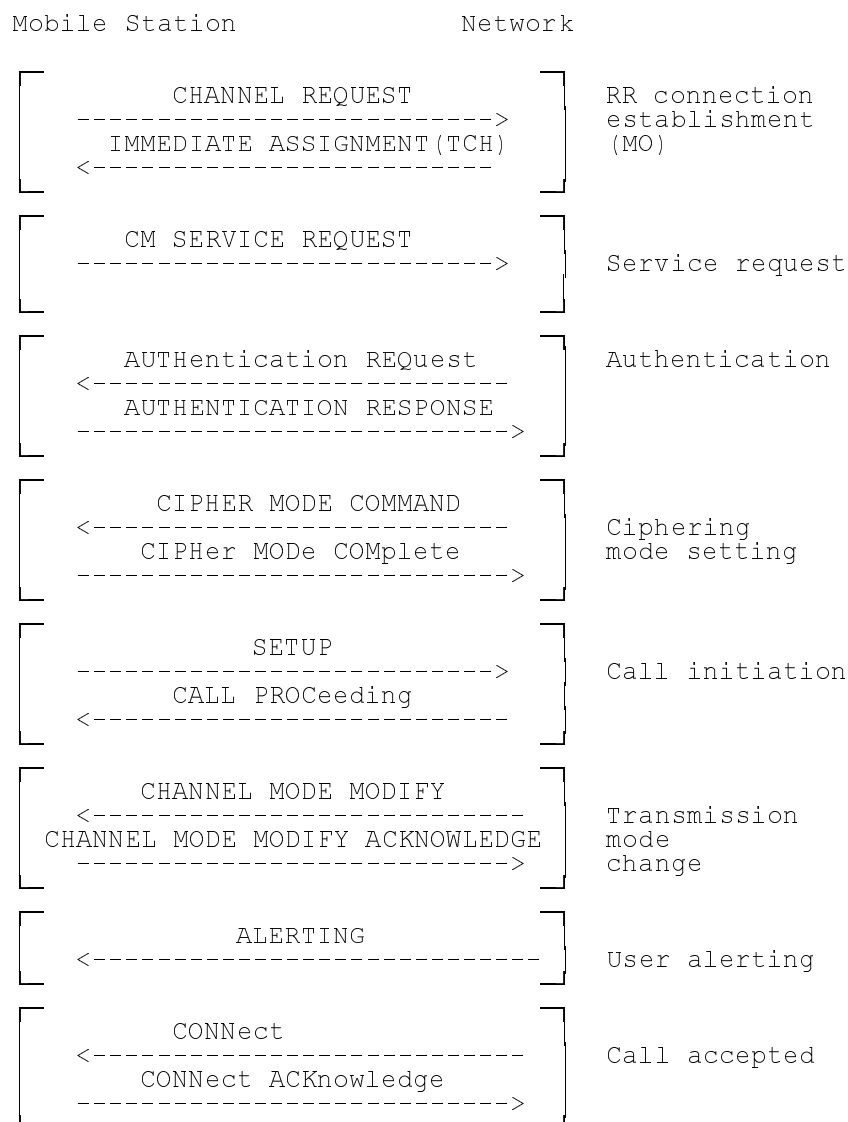 Mobile Station Network
CHANNEL REQUEST RR connection
--------------------------> establishment
IMMEDIATE ASSIGNMENT(TCH) (MO)
<-------------------------
CM SERVICE REQUEST
--------------------------> Service request
AUTHentication REQuest Authentication
<--------------------------
AUTHENTICATION RESPONSE
--------------------------->
CIPHER MODE COMMAND
<-------------------------- Ciphering
CIPHer MODe COMplete mode setting
--------------------------->
SETUP
--------------------------> Call initiation
CALL PROCeeding
<--------------------------
CHANNEL MODE MODIFY
<--------------------------- Transmission
CHANNEL MODE MODIFY ACKNOWLEDGE mode
---------------------------> change
ALERTING
<---------------------------- User alerting
CONNect
<--------------------------- Call accepted
CONNect ACKnowledge
--------------------------->